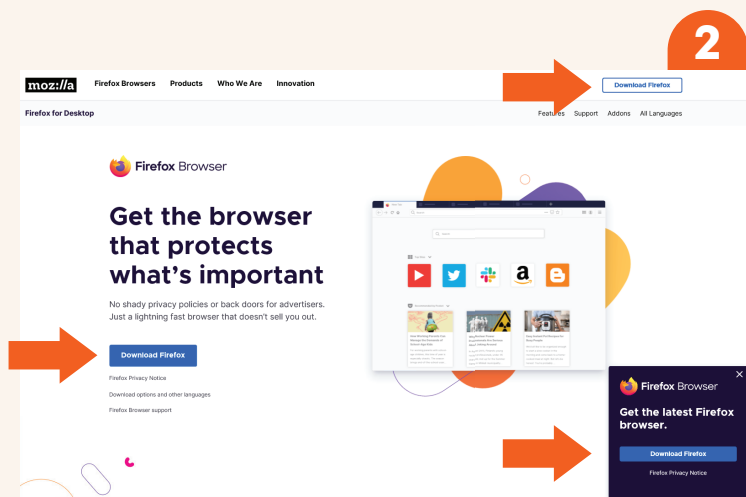 2
moz://a
Firefox Browsers Products Who We Are Innovation
Download Firefox
Firefox for Desktop
Features Support Addons All Languages
Firefox Browser
Get the browser
that protects
what's important
No shady privacy policies or back doors for advertisers.
Just a lightning fast browser that doesn't sell you out.
Download Firefox
Firefox Privacy Notice
Download options and other languages
Firefox Browser support
Search
a
Firefox Browser
Get the latest Firefox
browser.
Download Firefox
Firefox Privacy Notice